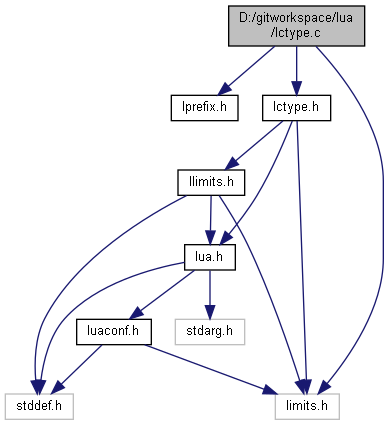 D:/gitworkspace/lua
/lctype.c
lprefix.h
lctype.h
llimits.h
lua.h
luaconf.h
stdarg.h
stddef.h
limits.h